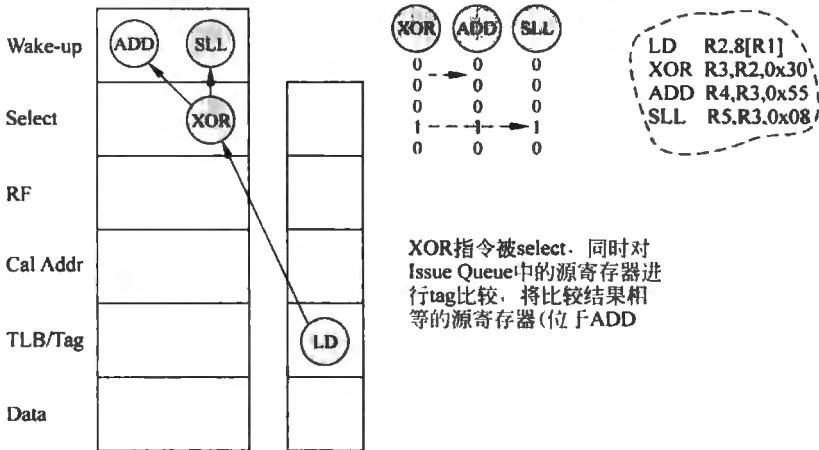 Wake-up
ADD
SLL
Select
XOR
RF
Cal Addr
TLB/Tag
LD
Data
XOR ADD SLL
0 0 0
0 0 0
0 0 0
1 1 1
0 0 0
LD R2,8[R1]
XOR R3,R2,0x30
ADD R4,R3,0x55
SLL R5,R3,0x08
XOR指令被select，同时对
Issue Queue中的源寄存器进
行tag比较，将比较结果相
等的源寄存器(位于ADD